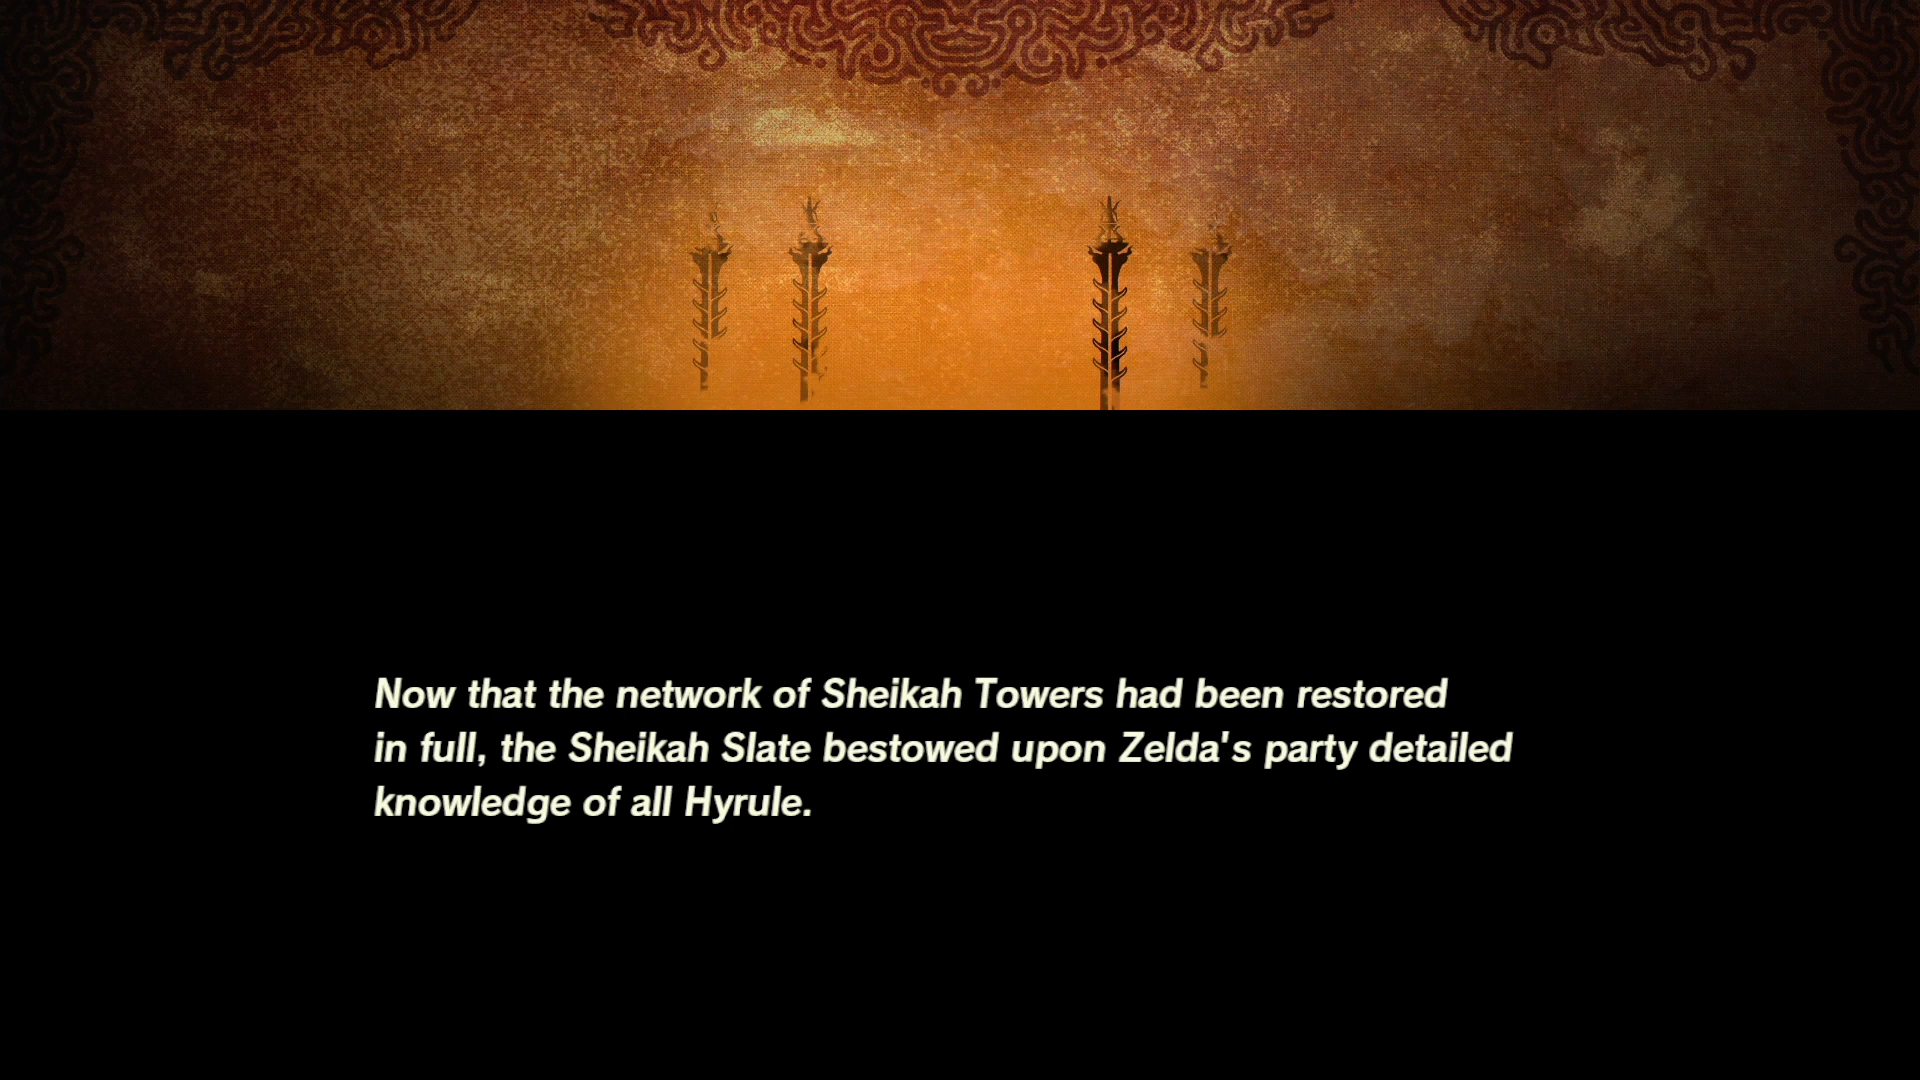 Now that the network of Sheikah Towers had been restored
in full, the Sheikah Slate bestowed upon Zelda's party detailed
knowledge of all Hyrule.